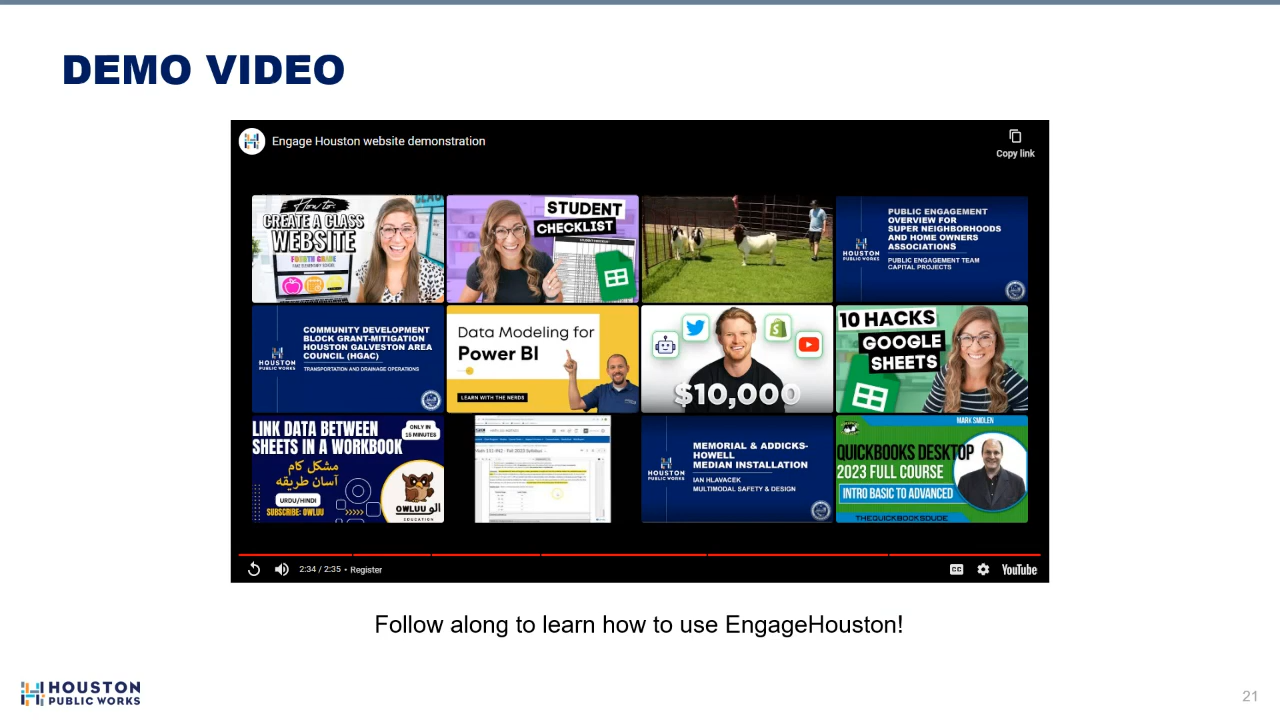 DEMO VIDEO
Engage Houston website demonstration
Copy link
How to:
CREATE A CLASS
WEBSITE
FOURTH GRADE
STUDENT
CHECKLIST
PUBLIC ENGAGEMENT
OVERVIEW FOR
SUPER NEIGHBORHOODS
AND HOME OWNERS
ASSOCIATIONS
PUBLIC ENGAGEMENT TEAM
CAPITAL PROJECTS
HOUSTON
PUBLIC WORKS
COMMUNITY DEVELOPMENT
BLOCK GRANT-MITIGATION
HOUSTON GALVESTON AREA
COUNCIL (HGAC)
TRANSPORTATION AND DRAINAGE OPERATIONS
HOUSTON
PUBLIC WORKS
Data Modeling for
Power BI
LEARN WITH THE NERDS
$10,000
10 HACKS
GOOGLE
SHEETS
LINK DATA BETWEEN
SHEETS IN A WORKBOOK
ONLY IN
15 MINUTES
مشکل کام
آسان طریقہ
URDU/HINDI
SUBSCRIBE: OWLUU
OWLUU الو
EDUCATION
MEMORIAL & ADDICKS-
HOWELL
MEDIAN INSTALLATION
IAN HLAVACEK
MULTIMODAL SAFETY & DESIGN
HOUSTON
PUBLIC WORKS
MARK SMOLEN
QUICKBOOKS DESKTOP
2023 FULL COURSE
INTRO BASIC TO ADVANCED
THEQUICKBOOKSDUDE
2:34 / 2:35 • Register
CC
YouTube
Follow along to learn how to use EngageHouston!
HOUSTON
PUBLIC WORKS
21